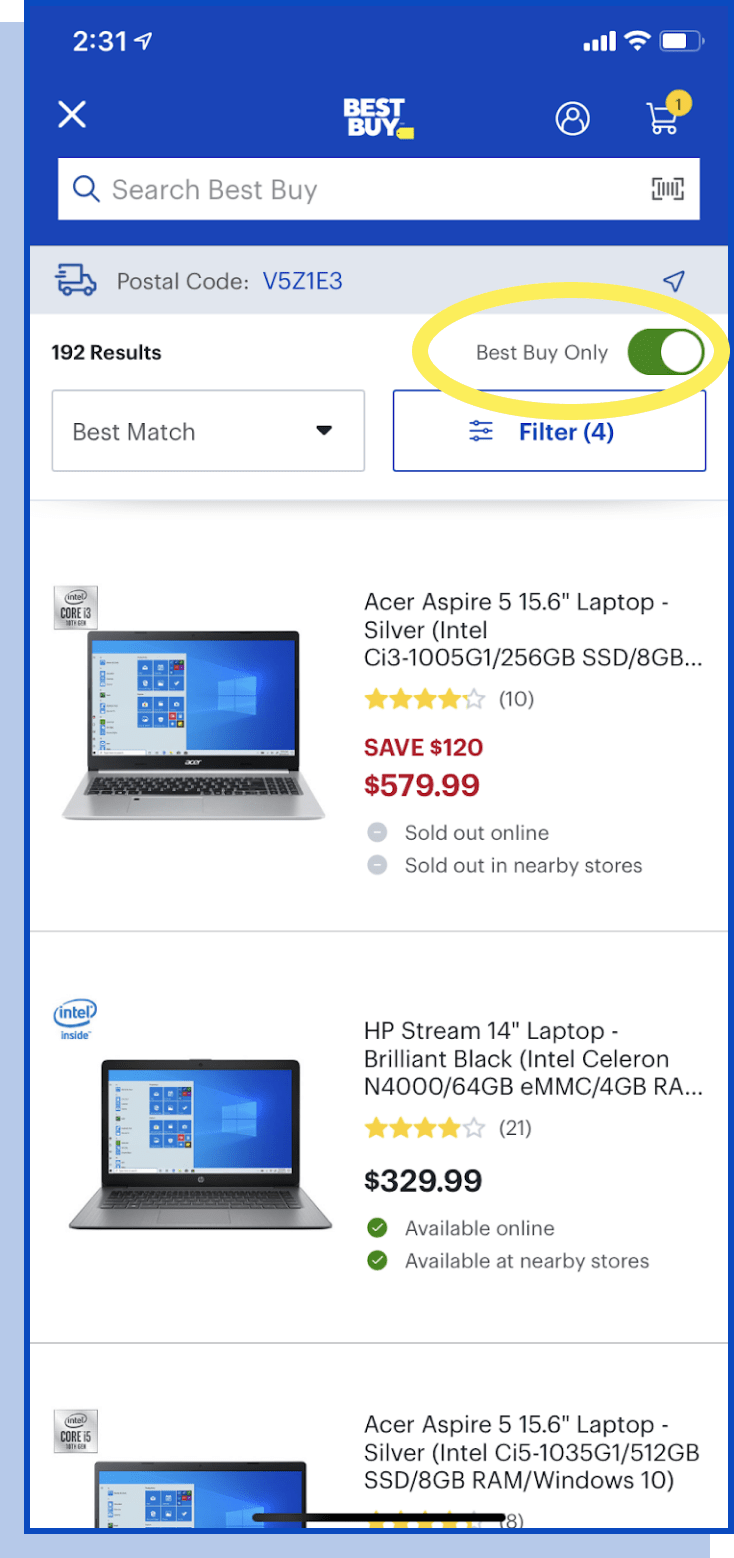 2:31
BEST
BUY
1
Search Best Buy
Postal Code: V5Z1E3
192 Results
Best Buy Only
Best Match
Filter (4)
intel
CORE i3
10TH GEN
Acer Aspire 5 15.6" Laptop -
Silver (Intel
Ci3-1005G1/256GB SSD/8GB...
(10)
SAVE $120
$579.99
Sold out online
Sold out in nearby stores
acer
intel
inside
HP Stream 14" Laptop -
Brilliant Black (Intel Celeron
N4000/64GB eMMC/4GB RA...
(21)
$329.99
Available online
Available at nearby stores
hp
intel
CORE i5
10TH GEN
Acer Aspire 5 15.6" Laptop -
Silver (Intel Ci5-1035G1/512GB
SSD/8GB RAM/Windows 10)
(8)